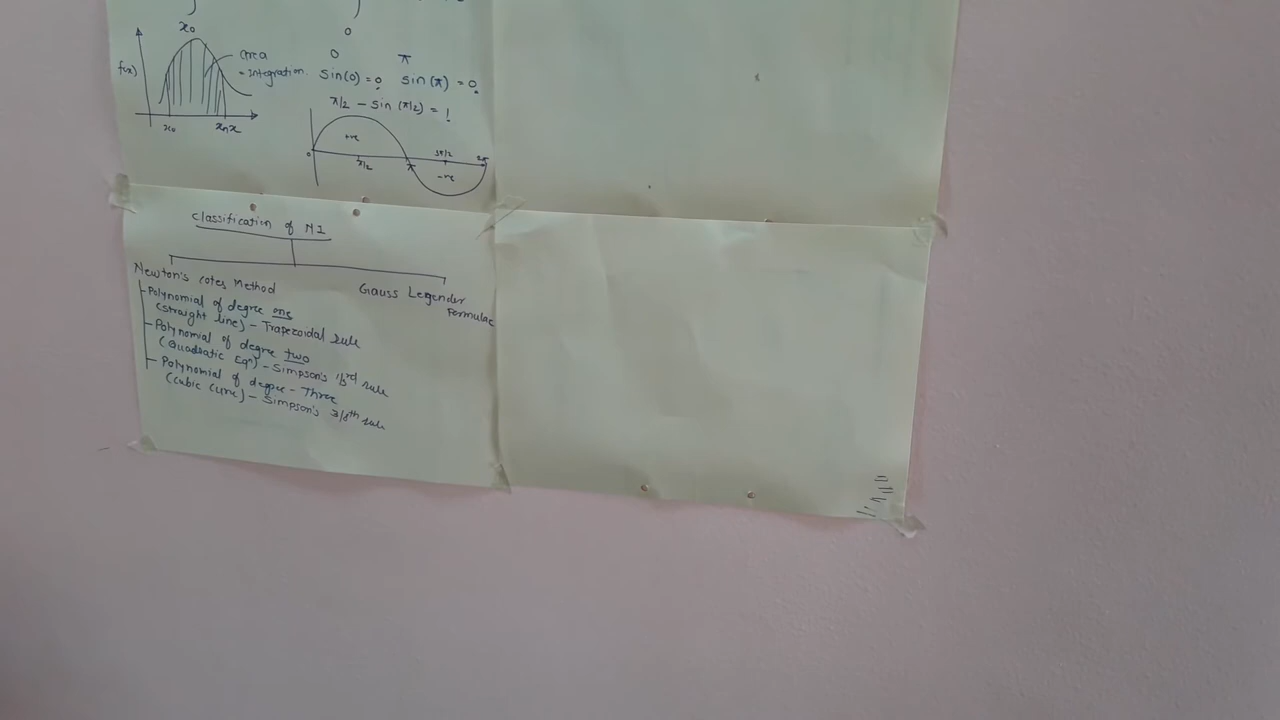 x₀
0
f(x)
area
= Integration.
0 π
sin(0) = 0 sin(π) = 0
π/2 - sin(π/2) = 1
x₀ xₙ x
+ve
0 π/2 π 3π/2 2π
-ve
Classification of NI
Newton's cotes Method
Gauss Legender
Formulae
Polynomial of degree one
(straight line) - Trapezoidal rule
Polynomial of degree two
(Quadratic Eqⁿ) - Simpson's 1/3rd rule
Polynomial of degree - Three
(cubic curve) - Simpson's 3/8th rule